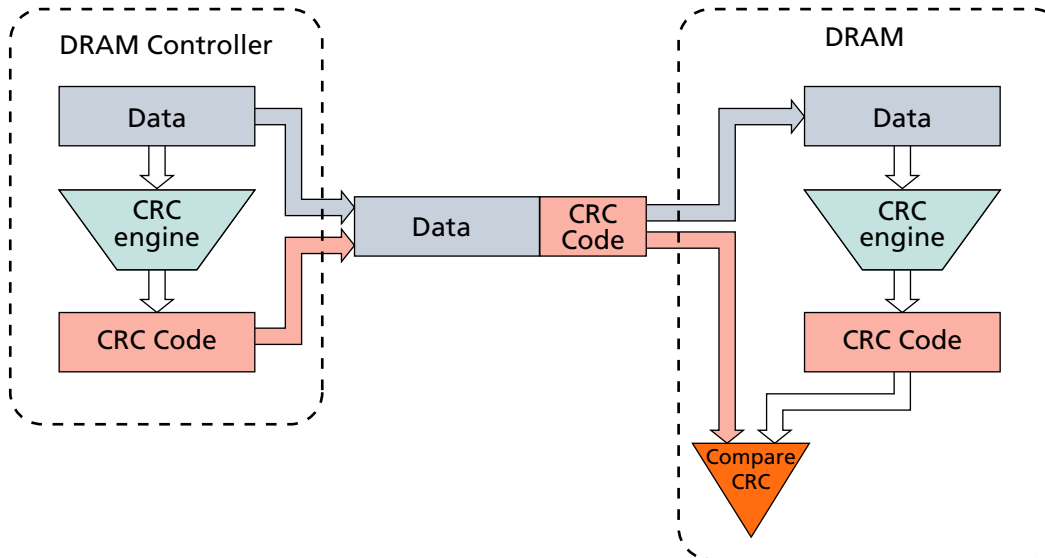 DRAM Controller
Data
CRC
engine
CRC Code
Data
CRC
Code
DRAM
Data
CRC
engine
CRC Code
Compare
CRC